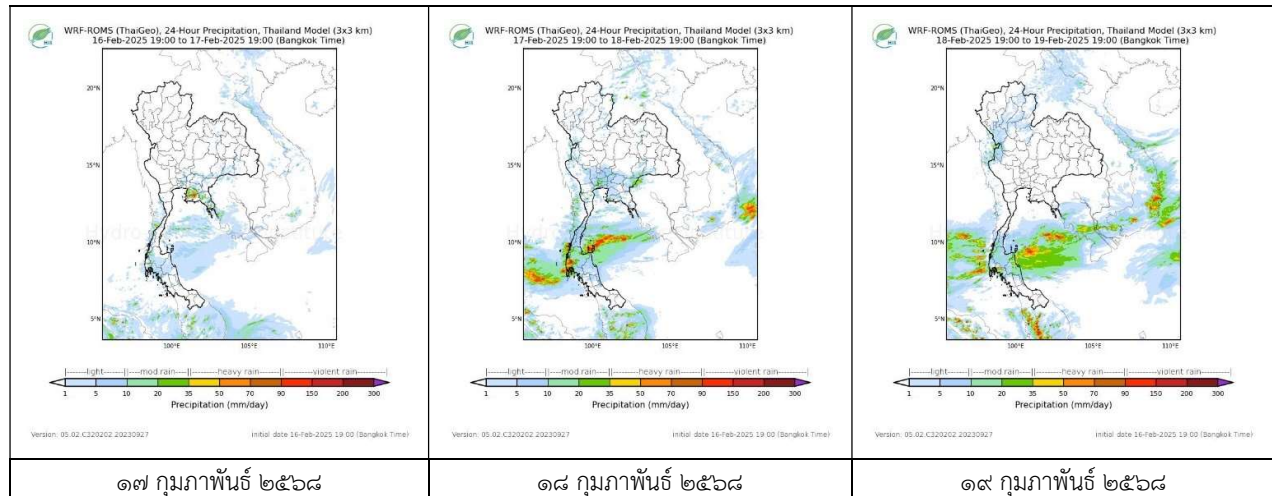 WRF-ROMS (ThaiGeo), 24-Hour Precipitation, Thailand Model (3x3 km)
16-Feb-2025 19:00 to 17-Feb-2025 19:00 (Bangkok Time)
20°N
15°N
10°N
5°N
100°E 105°E 110°E
light mod rain heavy rain violent rain
1 5 10 20 35 50 70 90 150 200 300
Precipitation (mm/day)
Version: 05.02.C320202.20230927 initial date 16-Feb-2025 19:00 (Bangkok Time)
๑๗ กุมภาพันธ์ ๒๕๖๘
WRF-ROMS (ThaiGeo), 24-Hour Precipitation, Thailand Model (3x3 km)
17-Feb-2025 19:00 to 18-Feb-2025 19:00 (Bangkok Time)
20°N
15°N
10°N
5°N
100°E 105°E 110°E
light mod rain heavy rain violent rain
1 5 10 20 35 50 70 90 150 200 300
Precipitation (mm/day)
Version: 05.02.C320202.20230927 initial date 16-Feb-2025 19:00 (Bangkok Time)
๑๘ กุมภาพันธ์ ๒๕๖๘
WRF-ROMS (ThaiGeo), 24-Hour Precipitation, Thailand Model (3x3 km)
18-Feb-2025 19:00 to 19-Feb-2025 19:00 (Bangkok Time)
20°N
15°N
10°N
5°N
100°E 105°E 110°E
light mod rain heavy rain violent rain
1 5 10 20 35 50 70 90 150 200 300
Precipitation (mm/day)
Version: 05.02.C320202.20230927 initial date 16-Feb-2025 19:00 (Bangkok Time)
๑๙ กุมภาพันธ์ ๒๕๖๘